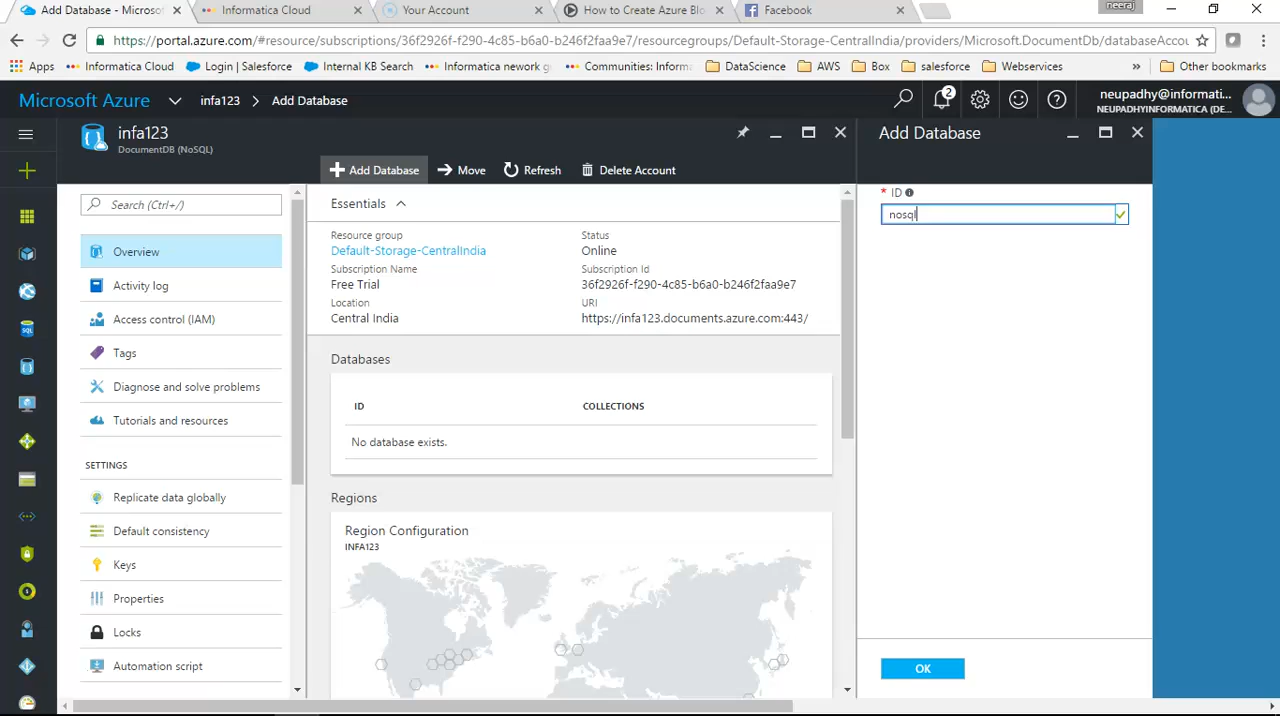 Add Database - Microso
Informatica Cloud
Your Account
How to Create Azure Blo
Facebook
neeraj
https://portal.azure.com/#resource/subscriptions/36f2926f-f290-4c85-b6a0-b246f2faa9e7/resourcegroups/Default-Storage-CentralIndia/providers/Microsoft.DocumentDb/databaseAccou
Apps
Informatica Cloud
Login | Salesforce
Internal KB Search
Informatica network g
Communities: Informa
DataScience
AWS
Box
salesforce
Webservices
»
Other bookmarks
Microsoft Azure
infa123 > Add Database
2
neupadhy@informati...
NEUPADHYINFORMATICA (DE...
infa123
DocumentDB (NoSQL)
Add Database
Move
Refresh
Delete Account
Search (Ctrl+/)
Overview
Activity log
Access control (IAM)
Tags
Diagnose and solve problems
Tutorials and resources
SETTINGS
Replicate data globally
Default consistency
Keys
Properties
Locks
Automation script
Essentials
Resource group
Default-Storage-CentralIndia
Subscription Name
Free Trial
Location
Central India
Status
Online
Subscription Id
36f2926f-f290-4c85-b6a0-b246f2faa9e7
URI
https://infa123.documents.azure.com:443/
Databases
ID COLLECTIONS
No database exists.
Regions
Region Configuration
INFA123
Add Database
* ID
nosql
OK
SQL